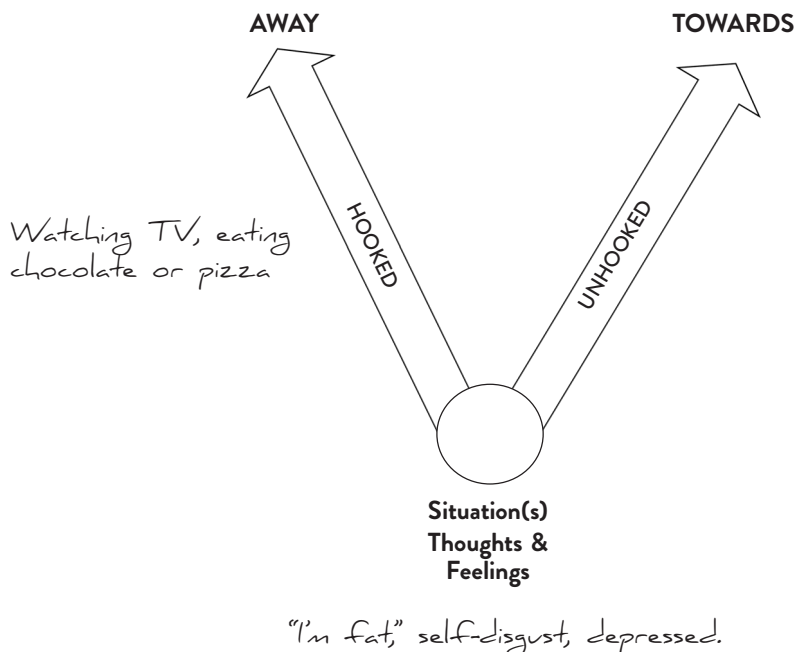 AWAY
TOWARDS
HOOKED
UNHOOKED
Watching TV, eating
chocolate or pizza
Situation(s)
Thoughts &
Feelings
"I'm fat," self-disgust, depressed.